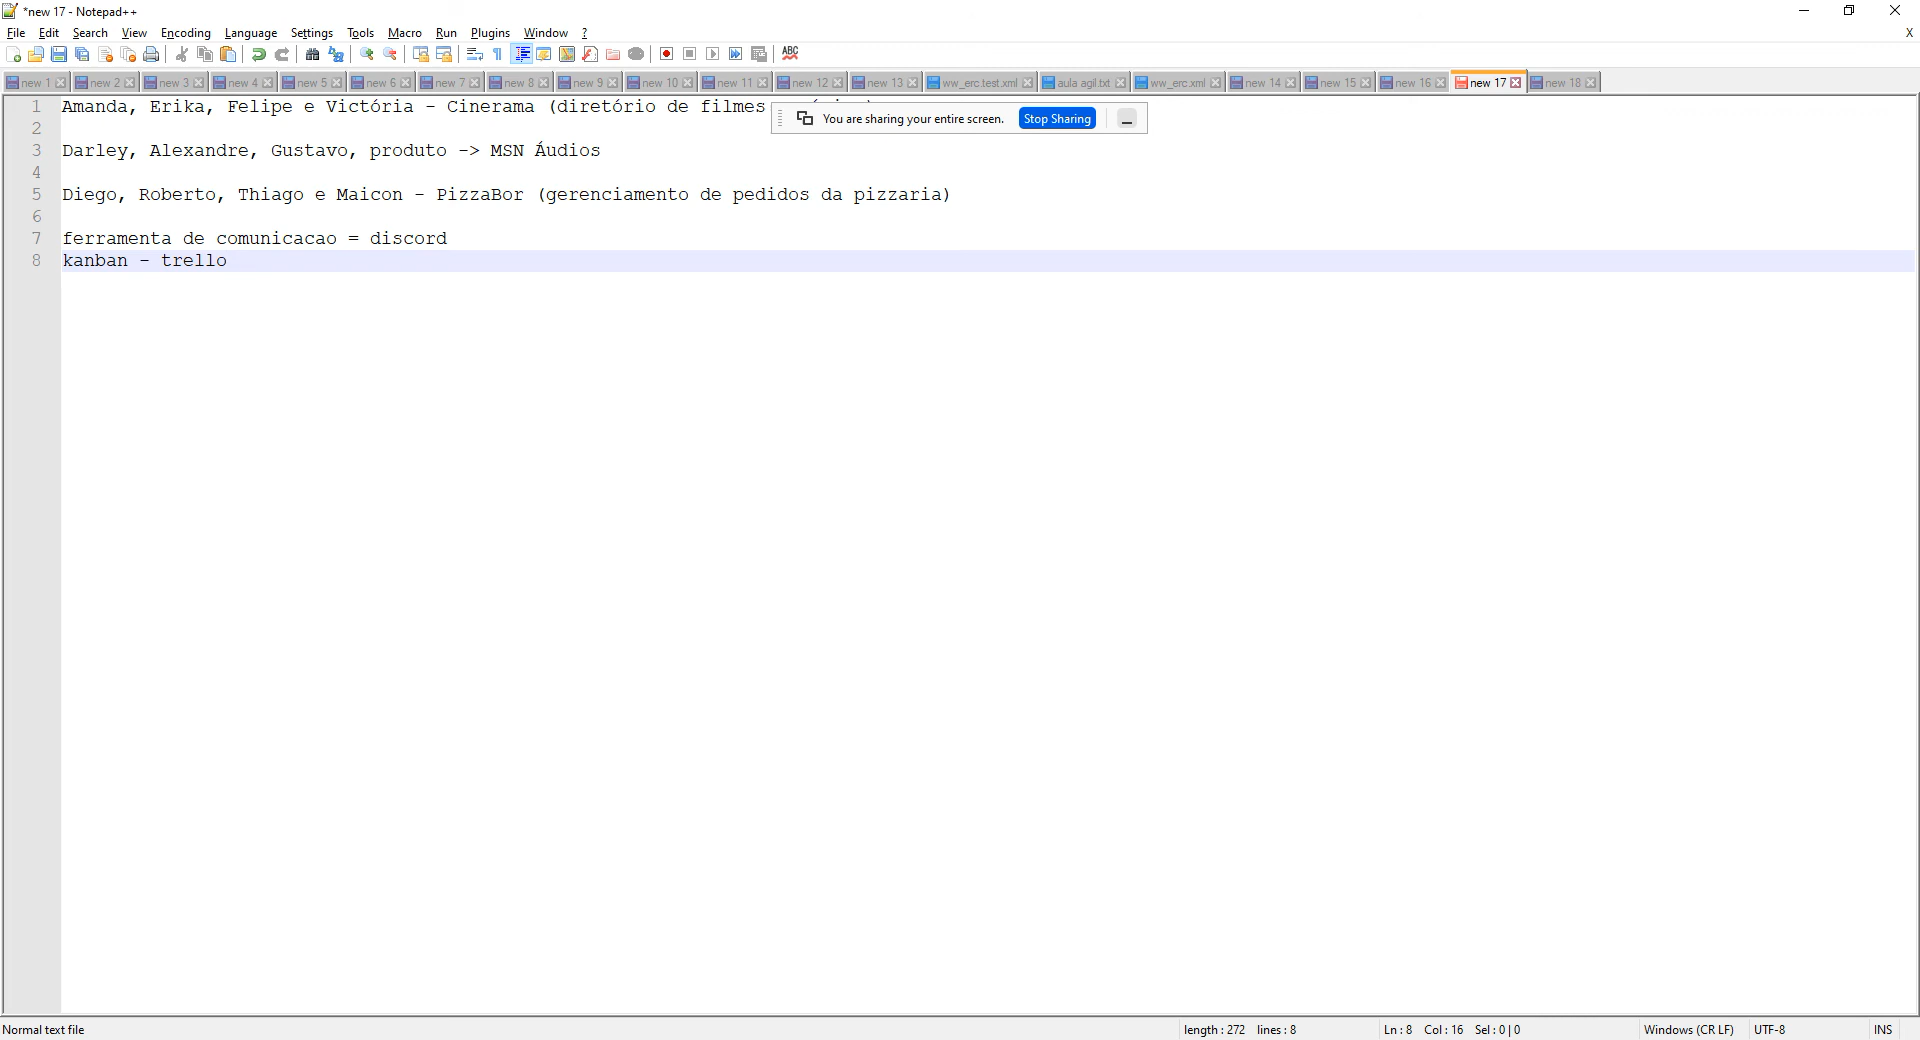 *new 17 - Notepad++
File Edit Search View Encoding Language Settings Tools Macro Run Plugins Window ? X
ABC
new 1 new 2 new 3 new 4 new 5 new 6 new 7 new 8 new 9 new 10 new 11 new 12 new 13 ww_erc.test.xml aula agil.txt ww_erc.xml new 14 new 15 new 16 new 17 new 18
1 Amanda, Erika, Felipe e Victória - Cinerama (diretório de filmes
You are sharing your entire screen. Stop Sharing
2
3 Darley, Alexandre, Gustavo, produto -> MSN Áudios
4
5 Diego, Roberto, Thiago e Maicon - PizzaBor (gerenciamento de pedidos da pizzaria)
6
7 ferramenta de comunicacao = discord
8 kanban - trello
Normal text file length : 272 lines : 8 Ln : 8 Col : 16 Sel : 0 | 0 Windows (CR LF) UTF-8 INS